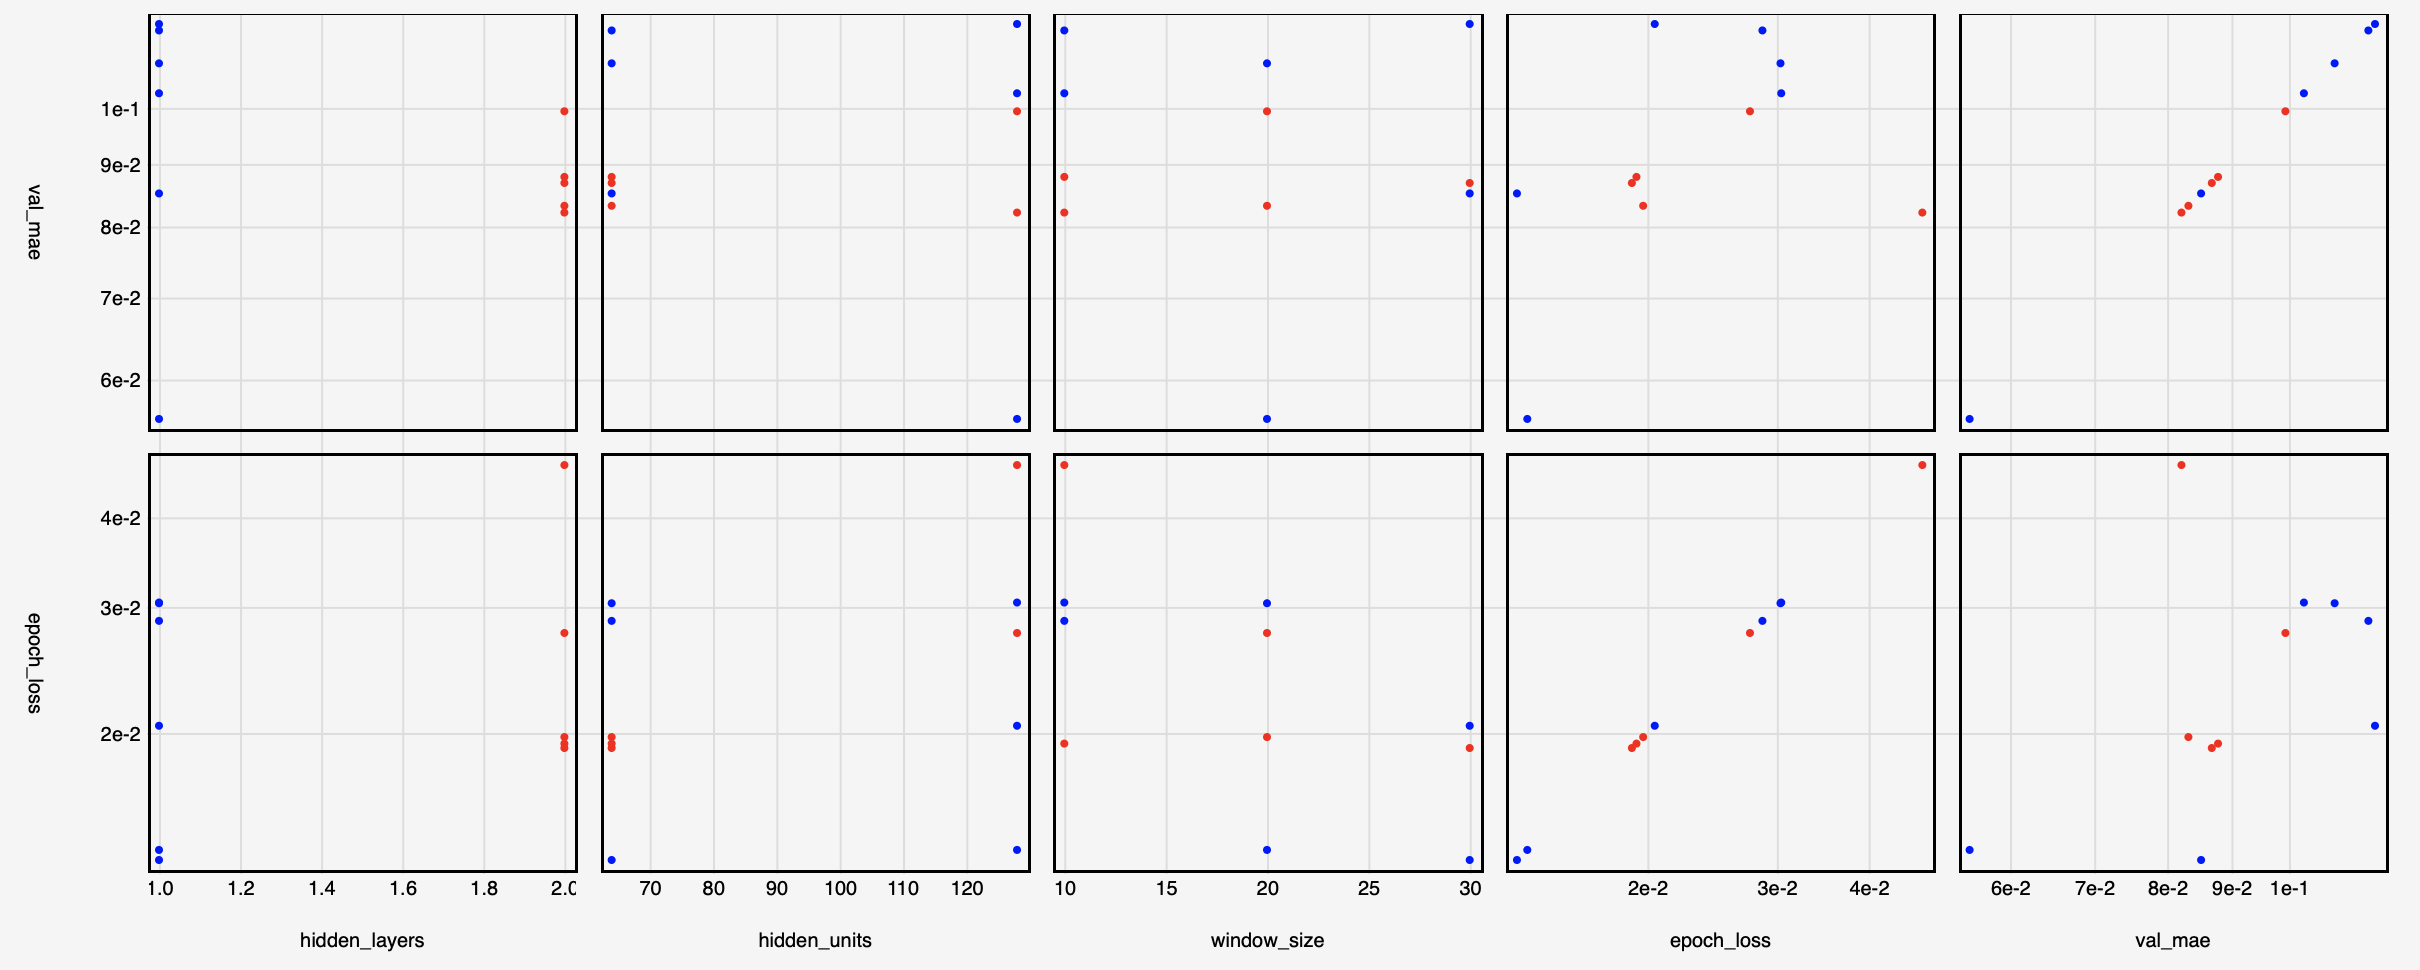 val_mae
1e-1
9e-2
8e-2
7e-2
6e-2
epoch_loss
4e-2
3e-2
2e-2
1.0 1.2 1.4 1.6 1.8 2.0
70 80 90 100 110 120
10 15 20 25 30
2e-2 3e-2 4e-2
6e-2 7e-2 8e-2 9e-2 1e-1
hidden_layers
hidden_units
window_size
epoch_loss
val_mae